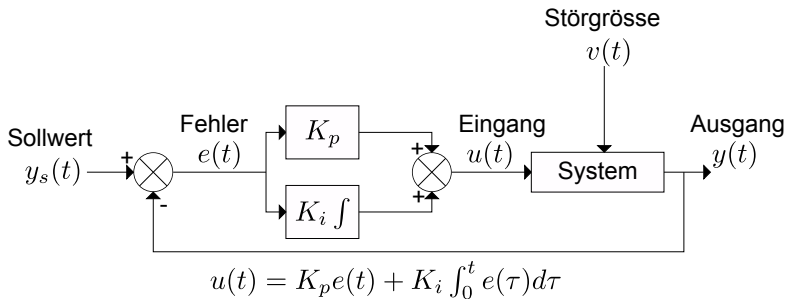 Störgrösse
v(t)
Sollwert
y_s(t)
+
-
Fehler
e(t)
K_p
K_i ∫
+
+
Eingang
u(t)
System
Ausgang
y(t)
u(t) = K_p e(t) + K_i ∫_0^t e(τ)dτ